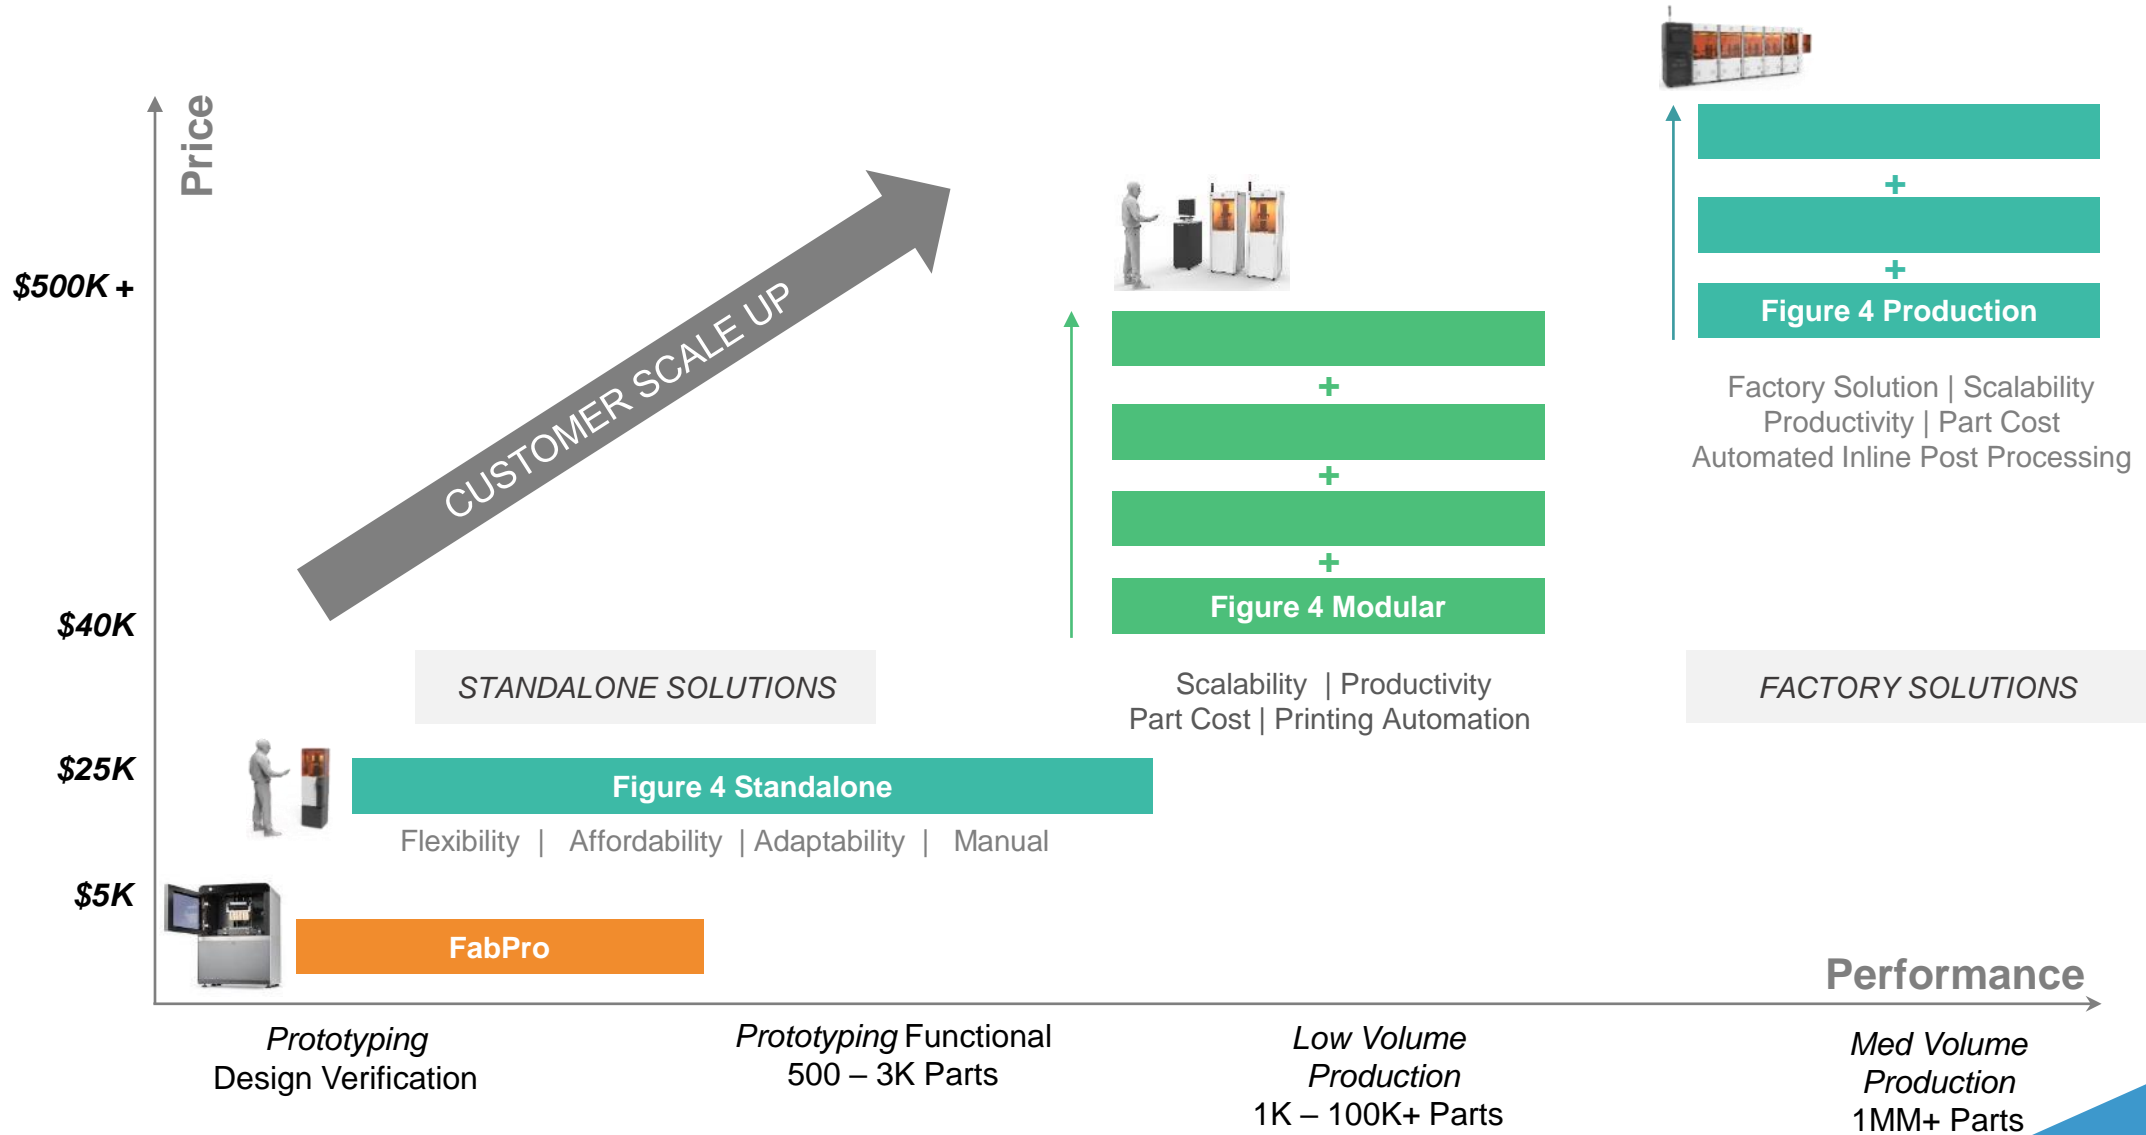 Price
$500K +
$40K
$25K
$5K
CUSTOMER SCALE UP
STANDALONE SOLUTIONS
Figure 4 Standalone
Flexibility | Affordability | Adaptability | Manual
FabPro
Figure 4 Modular
Scalability | Productivity
Part Cost | Printing Automation
+
+
+
Figure 4 Production
+
+
Factory Solution | Scalability
Productivity | Part Cost
Automated Inline Post Processing
FACTORY SOLUTIONS
Performance
Prototyping
Design Verification
Prototyping Functional
500 – 3K Parts
Low Volume
Production
1K – 100K+ Parts
Med Volume
Production
1MM+ Parts